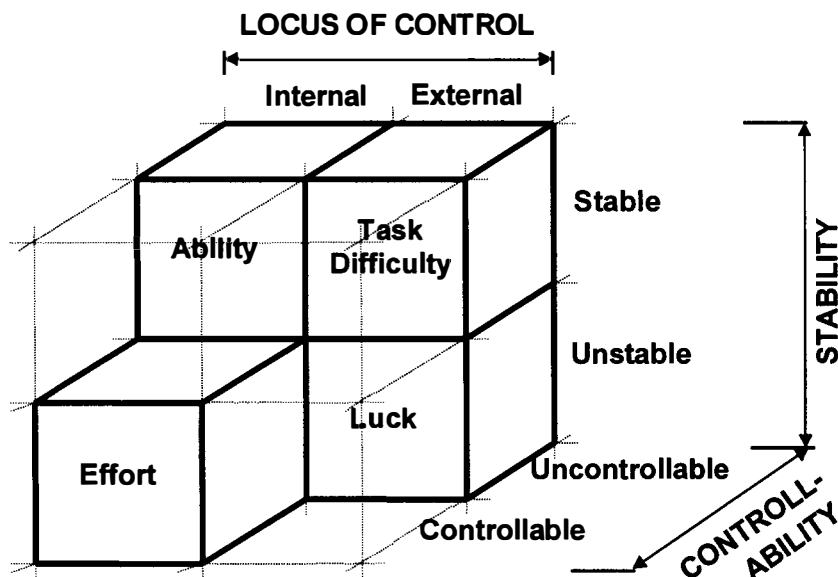 LOCUS OF CONTROL
Internal External
Stable
Ability
Task
Difficulty
STABILITY
Unstable
Luck
Effort
Uncontrollable
Controllable
CONTROLL-
ABILITY